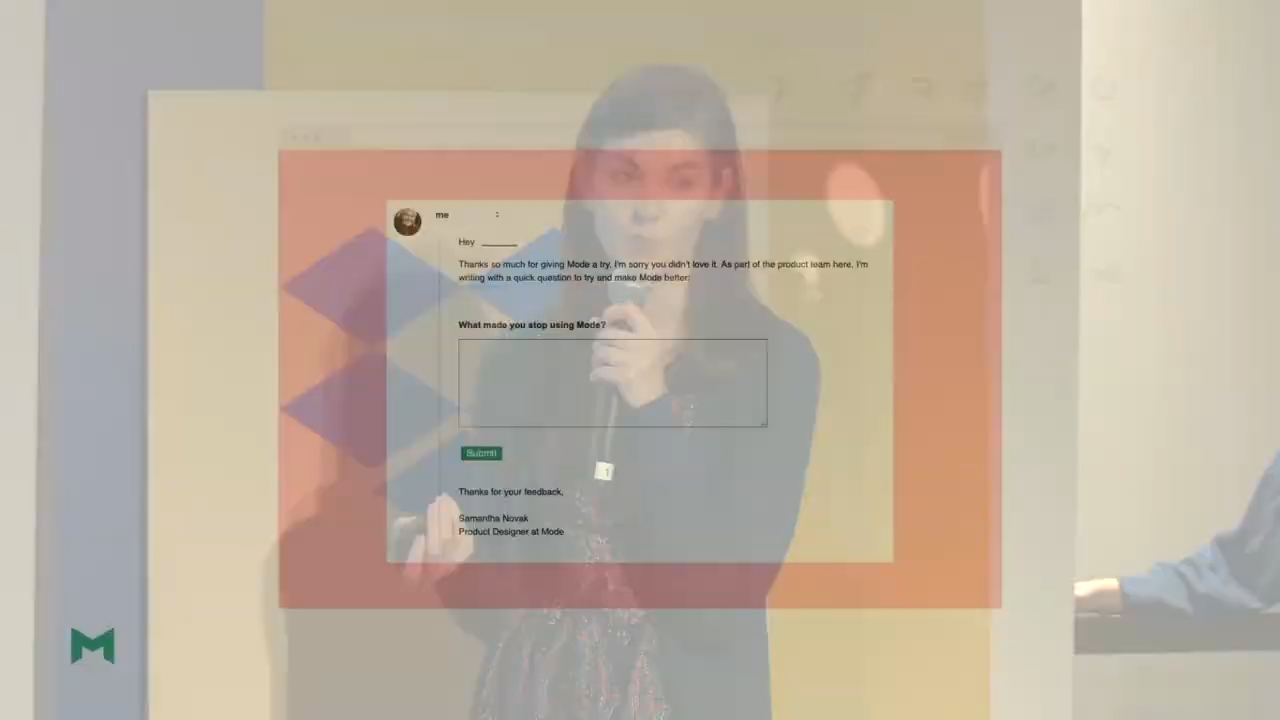 me :
Hey ______
Thanks so much for giving Mode a try, I'm sorry you didn't love it. As part of the product team here, I'm
writing with a quick question to try and make Mode better:
What made you stop using Mode?
Submit
1
Thanks for your feedback,
Samantha Novak
Product Designer at Mode